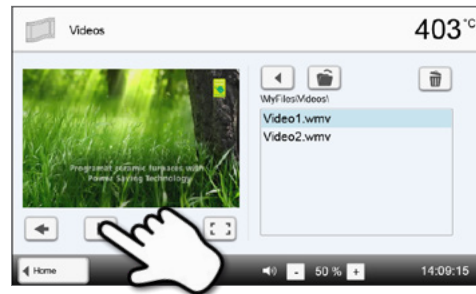 Videos
403 °C
\MyFiles\Videos\
Video1.wmv
Video2.wmv
Programat ceramic furnaces with
Power Saving Technology
Home
- 50 % +
14:09:15